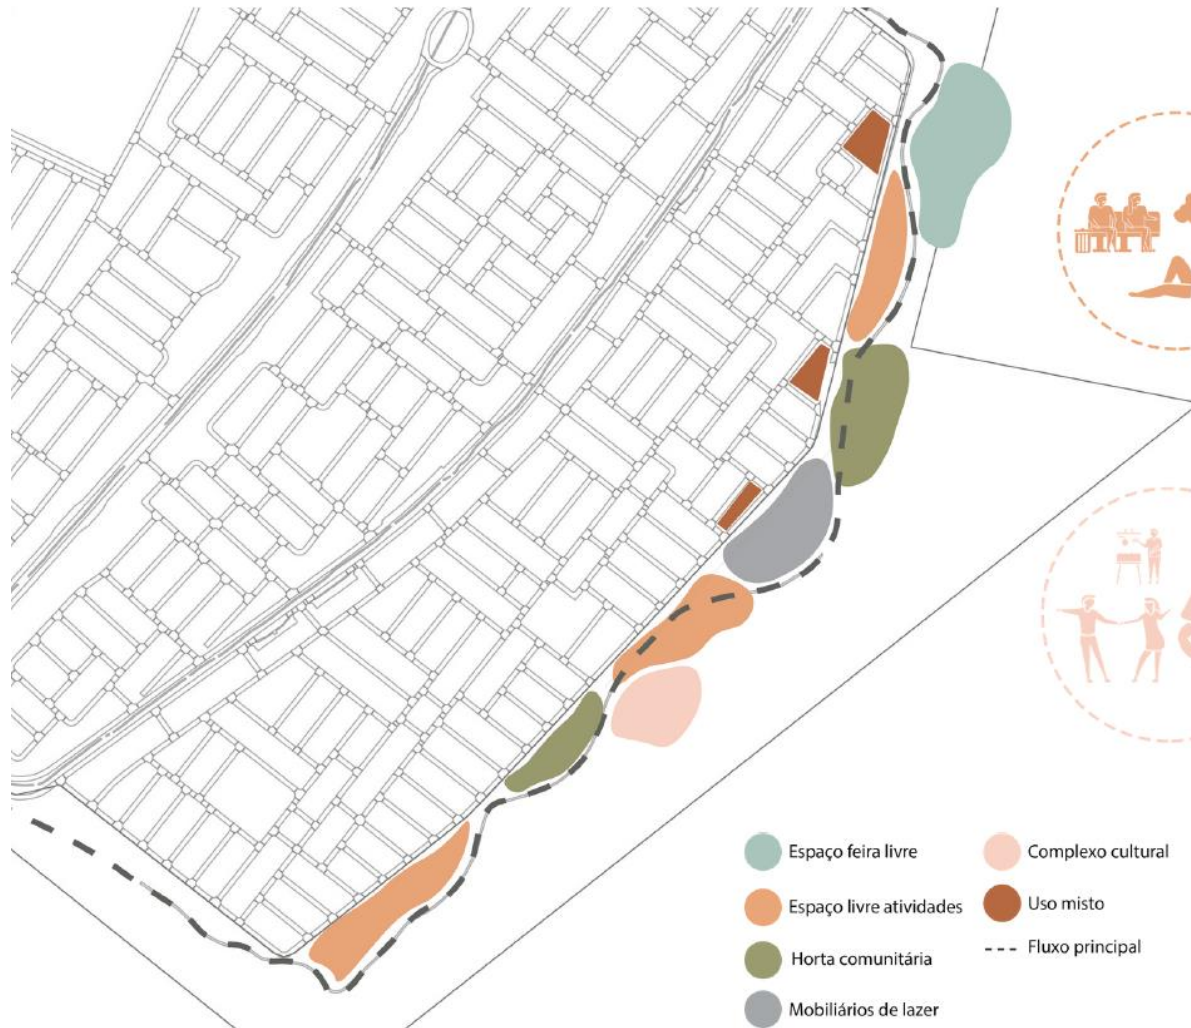 Espaço feira livre
Espaço livre atividades
Horta comunitária
Mobiliários de lazer
Complexo cultural
Uso misto
Fluxo principal